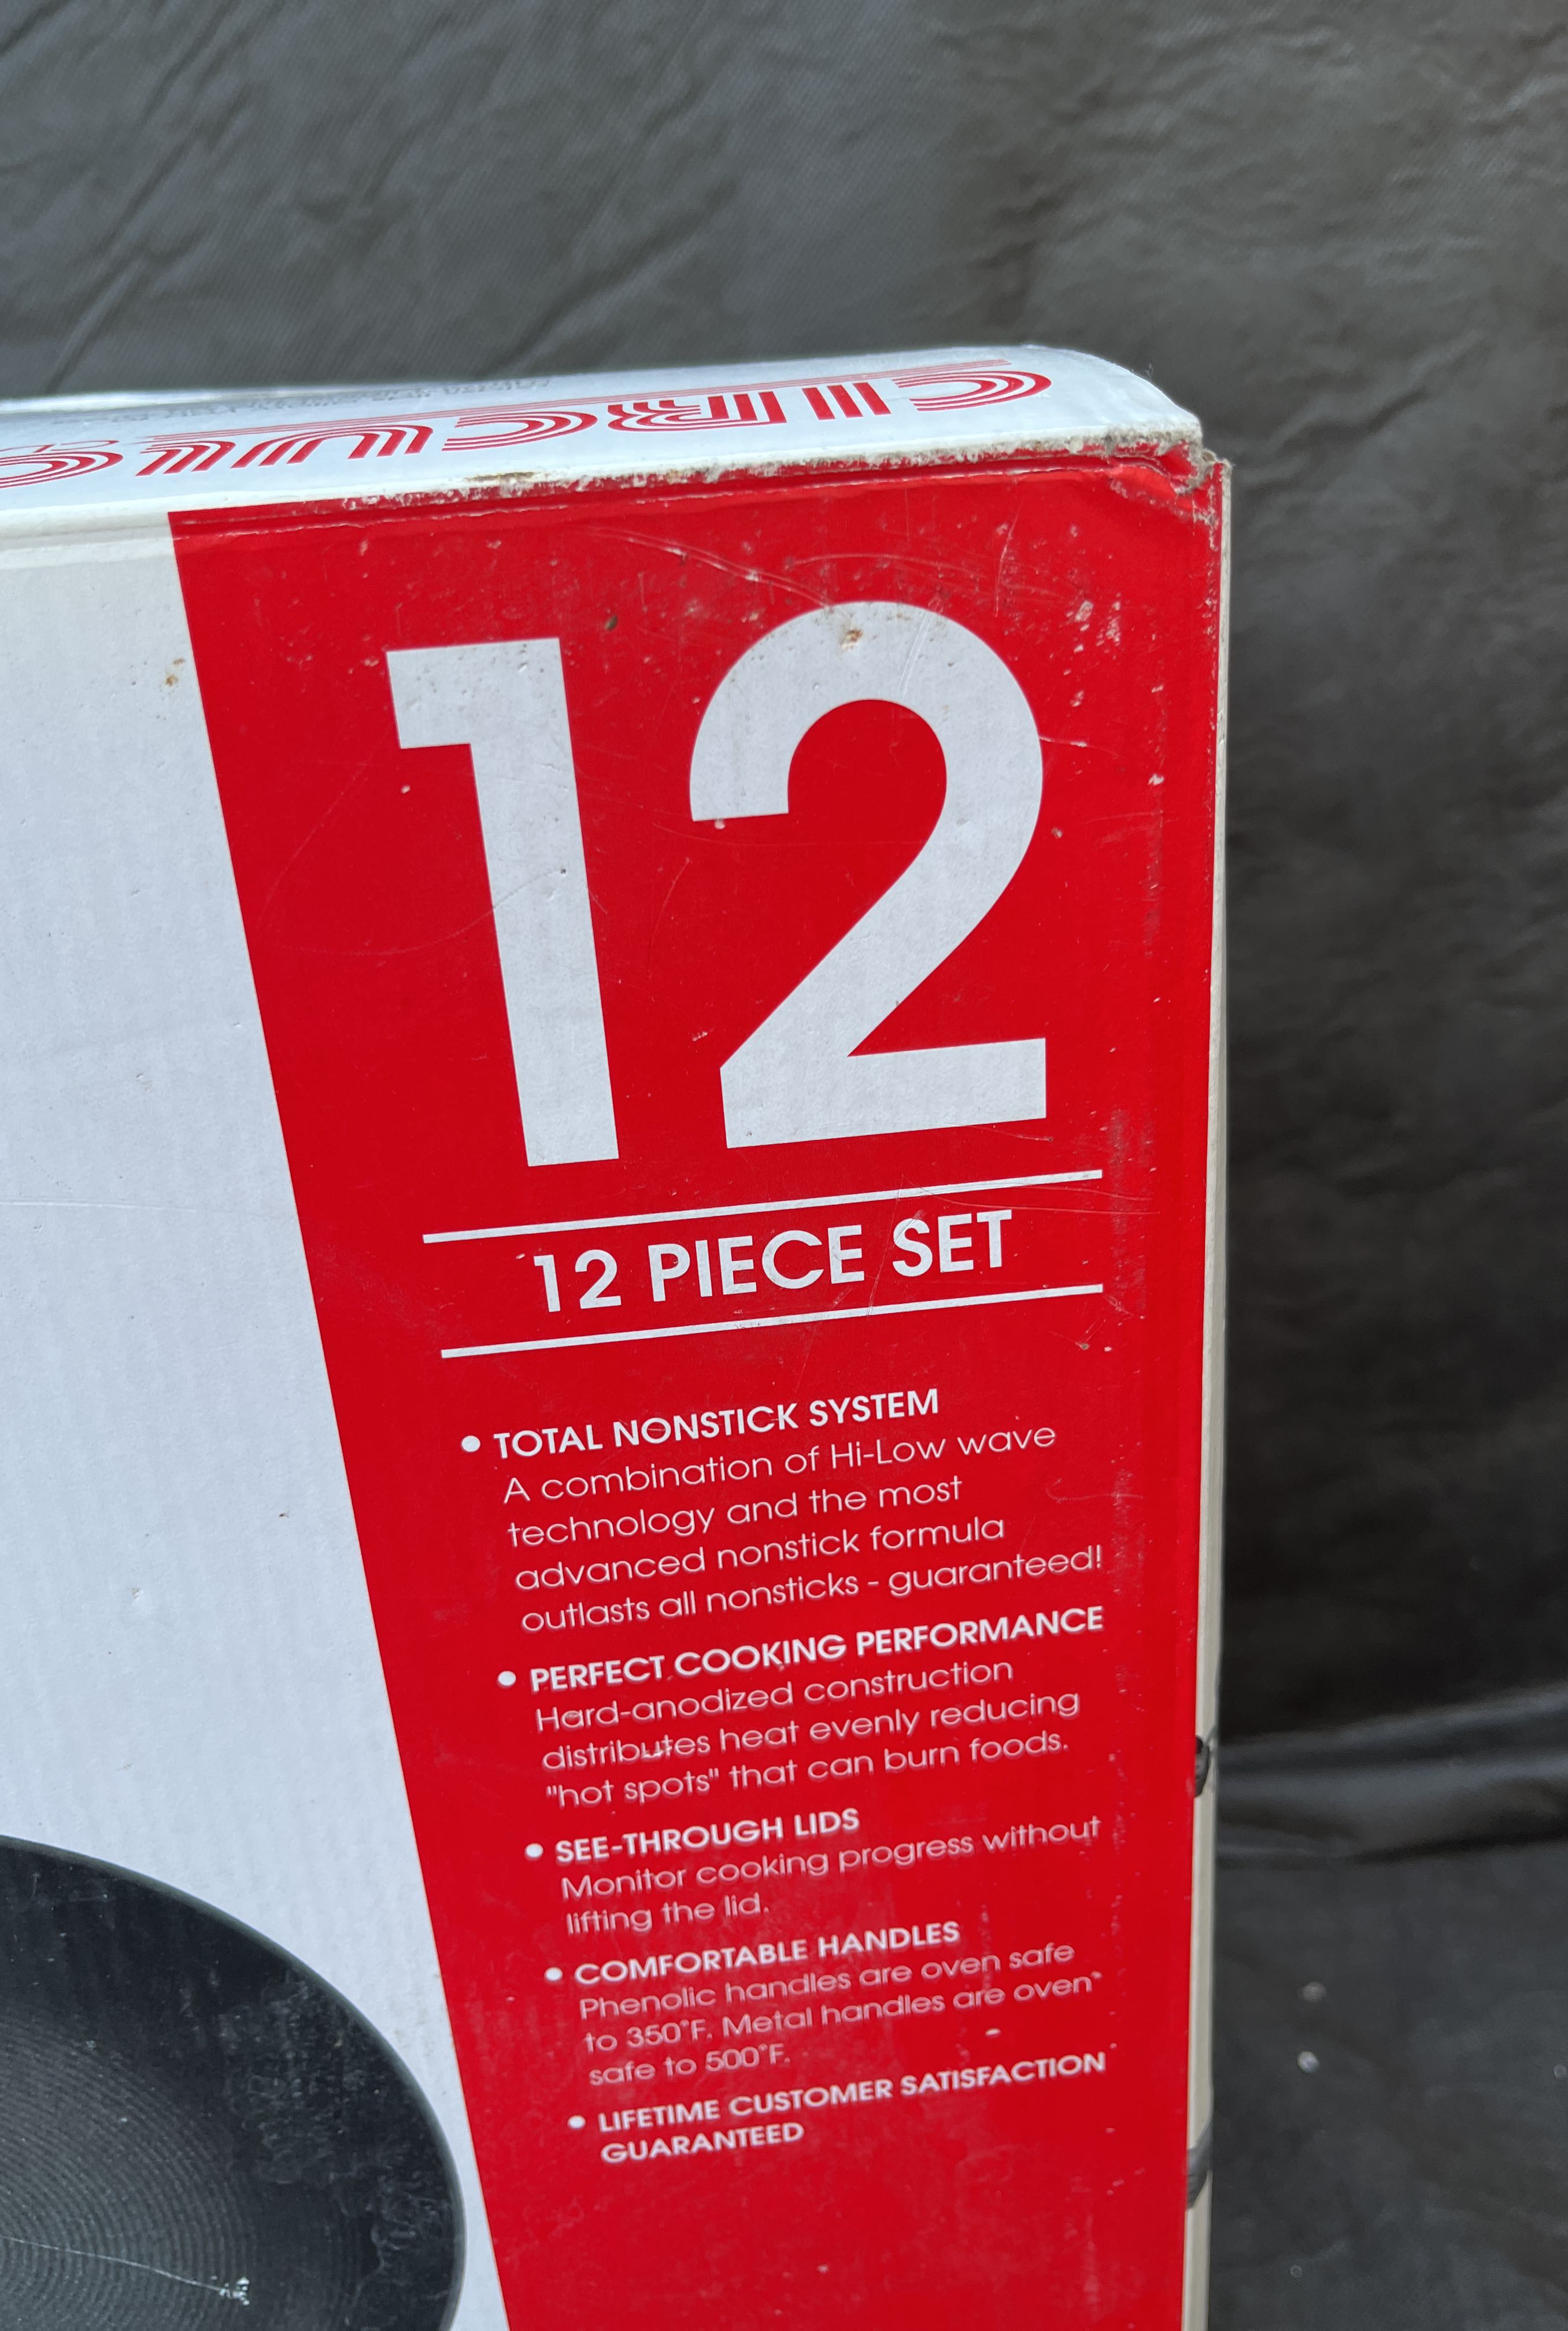 CIRCULO
12
12 PIECE SET
• TOTAL NONSTICK SYSTEM
A combination of Hi-Low wave
technology and the most
advanced nonstick formula
outlasts all nonsticks - guaranteed!
• PERFECT COOKING PERFORMANCE
Hard-anodized construction
distributes heat evenly reducing
"hot spots" that can burn foods.
• SEE-THROUGH LIDS
Monitor cooking progress without
lifting the lid.
• COMFORTABLE HANDLES
Phenolic handles are oven safe
to 350°F. Metal handles are oven
safe to 500°F.
• LIFETIME CUSTOMER SATISFACTION
GUARANTEED